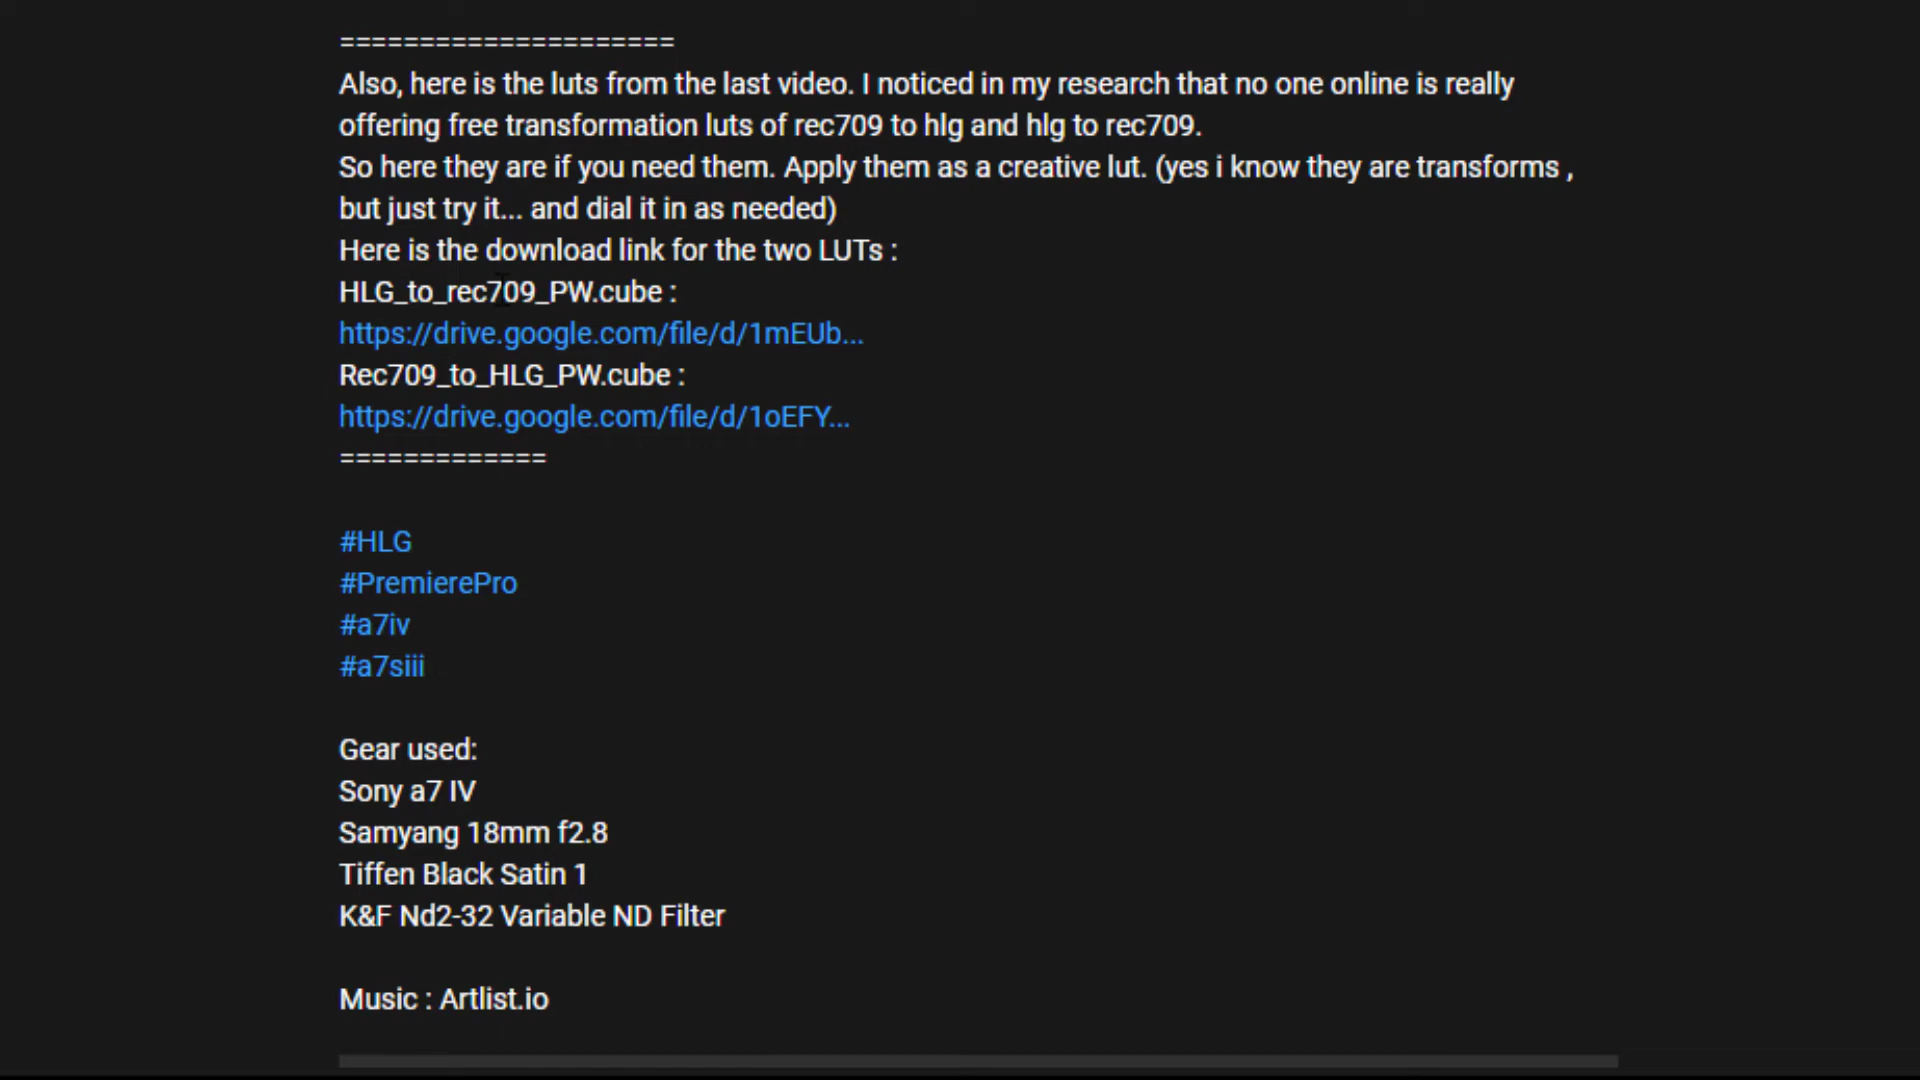 =====================
Also, here is the luts from the last video. I noticed in my research that no one online is really
offering free transformation luts of rec709 to hlg and hlg to rec709.
So here they are if you need them. Apply them as a creative lut. (yes i know they are transforms ,
but just try it... and dial it in as needed)
Here is the download link for the two LUTs :
HLG_to_rec709_PW.cube :
https://drive.google.com/file/d/1mEUb...
Rec709_to_HLG_PW.cube :
https://drive.google.com/file/d/1oEFY...
=============
#HLG
#PremierePro
#a7iv
#a7siii
Gear used:
Sony a7 IV
Samyang 18mm f2.8
Tiffen Black Satin 1
K&F Nd2-32 Variable ND Filter
Music : Artlist.io